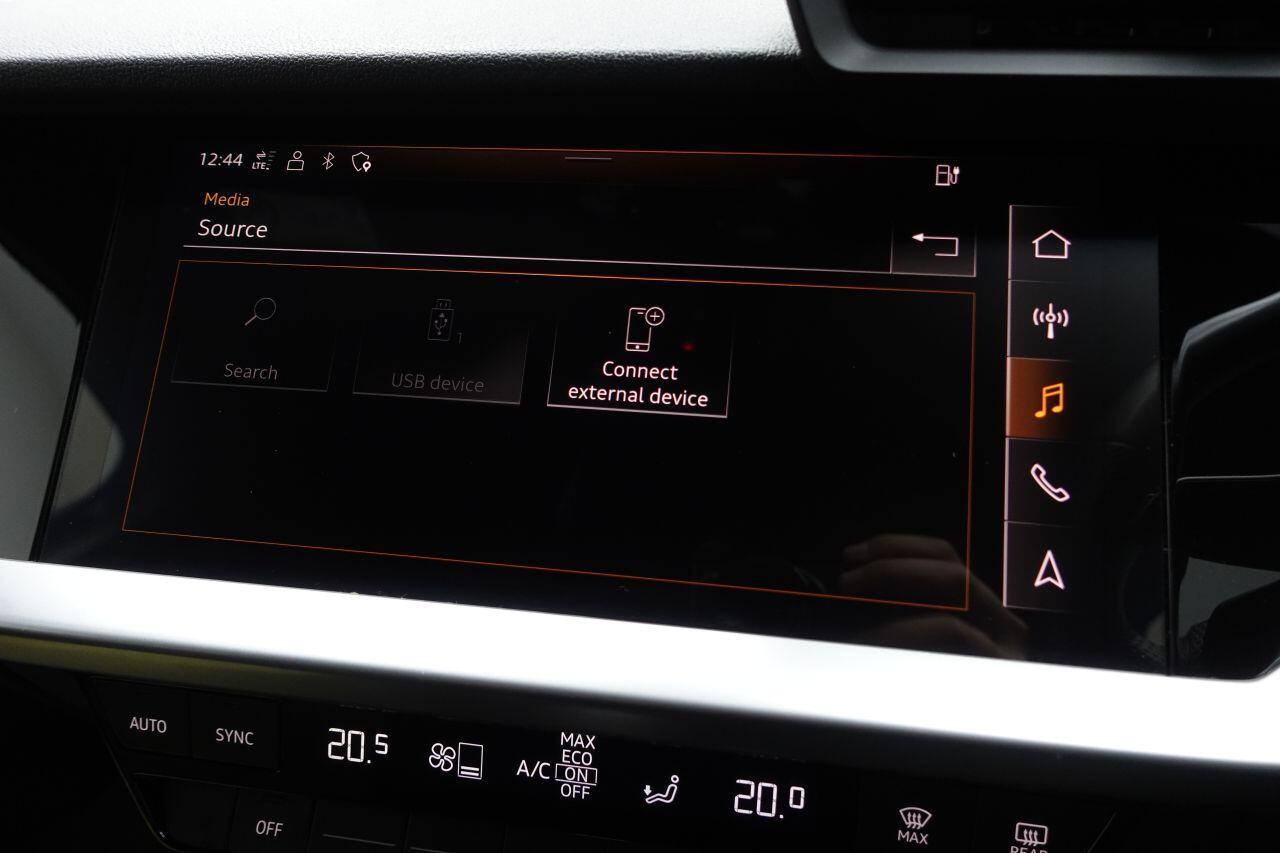 12:44 LTE
Media
Source
Search
USB device 1
Connect
external device
AUTO
SYNC
20.5
A/C
MAX
ECO
ON
OFF
20.0
OFF
MAX
REAR